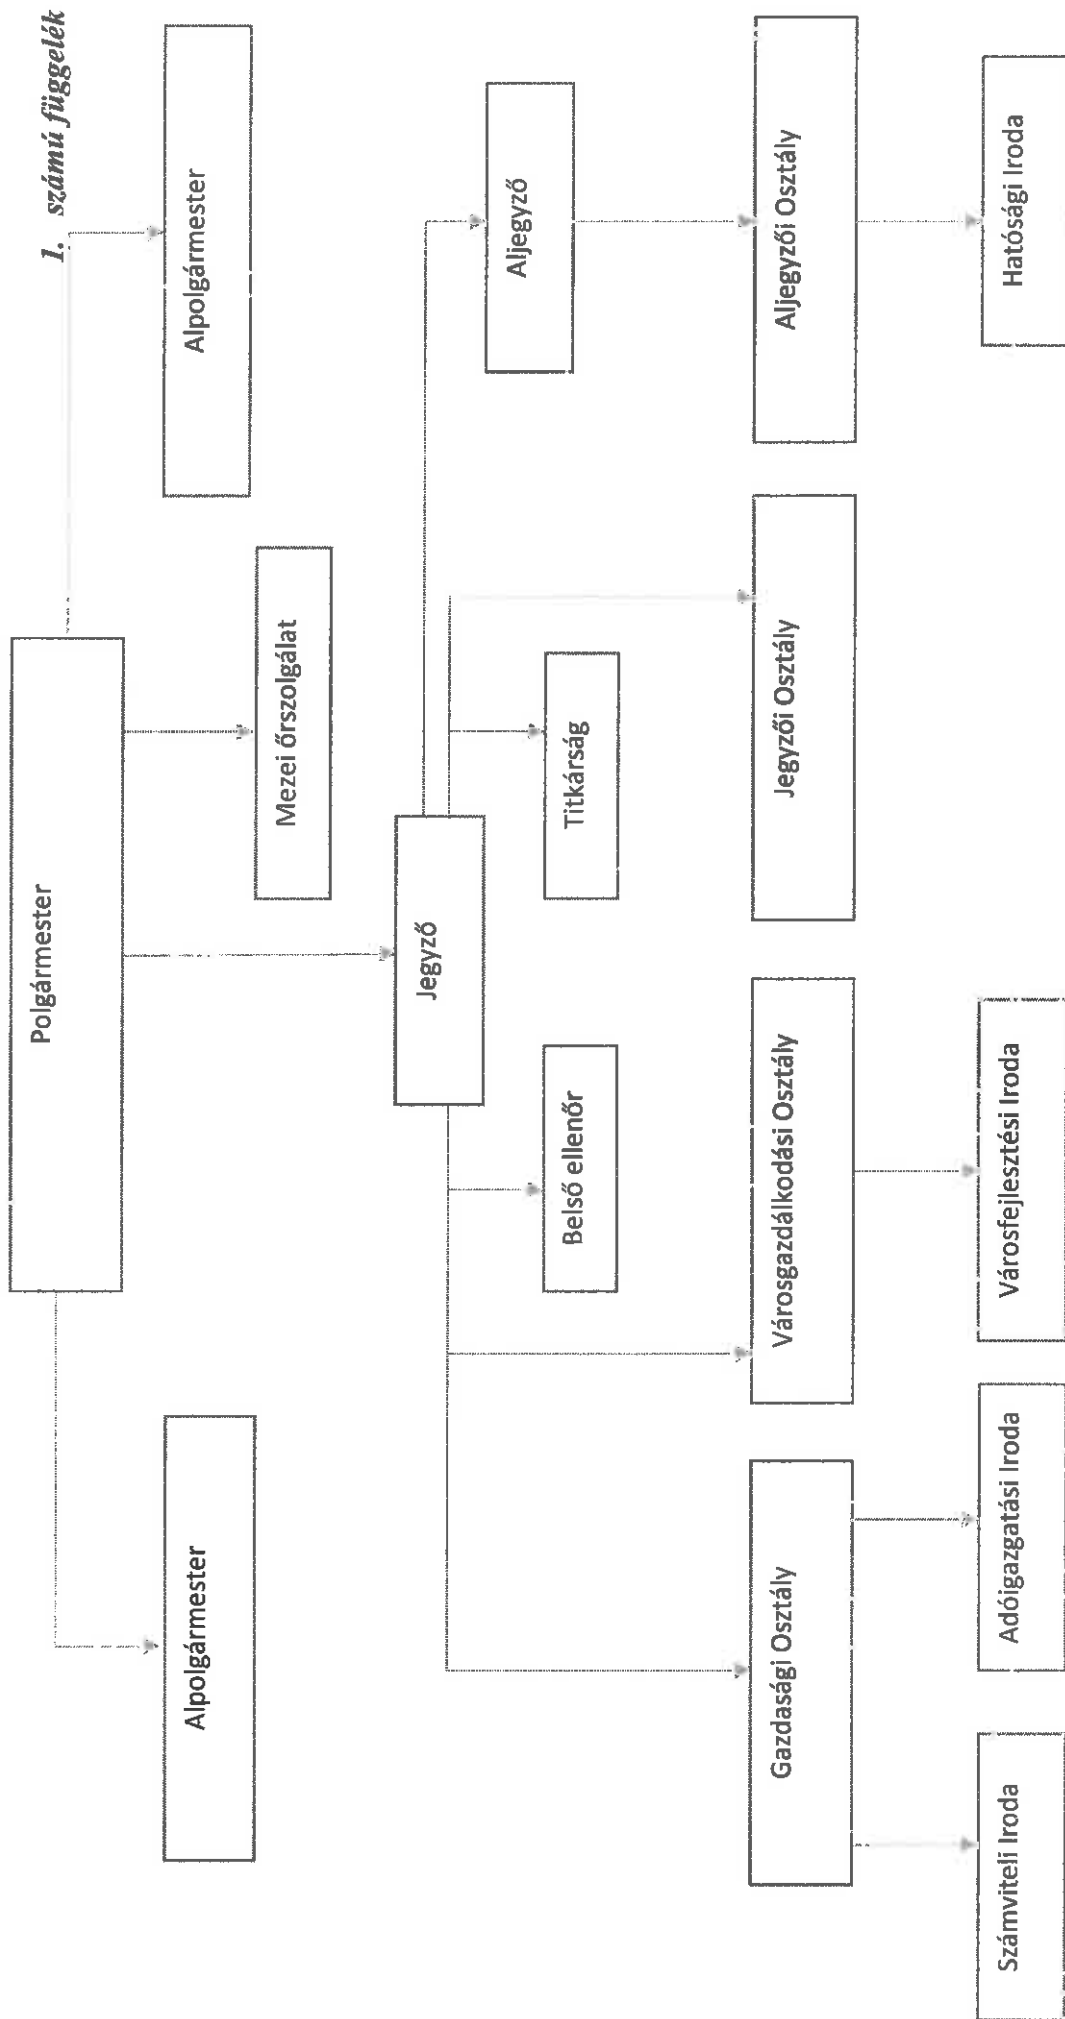 1. számú függelék
Polgármester
Alpolgármester
Alpolgármester
Mezei őrszolgálat
Jegyző
Aljegyző
Belső ellenőr
Titkárság
Gazdasági Osztály
Városgazdálkodási Osztály
Jegyzői Osztály
Aljegyzői Osztály
Számviteli Iroda
Adóigazgatási Iroda
Városfejlesztési Iroda
Hatósági Iroda